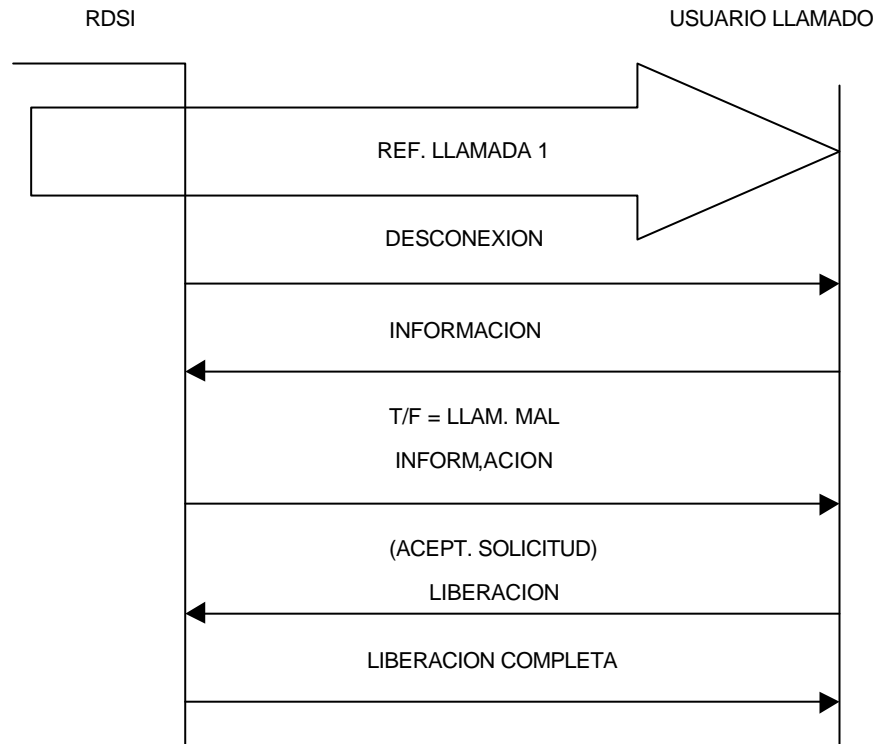 RDSI
USUARIO LLAMADO
REF. LLAMADA 1
DESCONEXION
INFORMACION
T/F = LLAM. MAL
INFORM,ACION
(ACEPT. SOLICITUD)
LIBERACION
LIBERACION COMPLETA